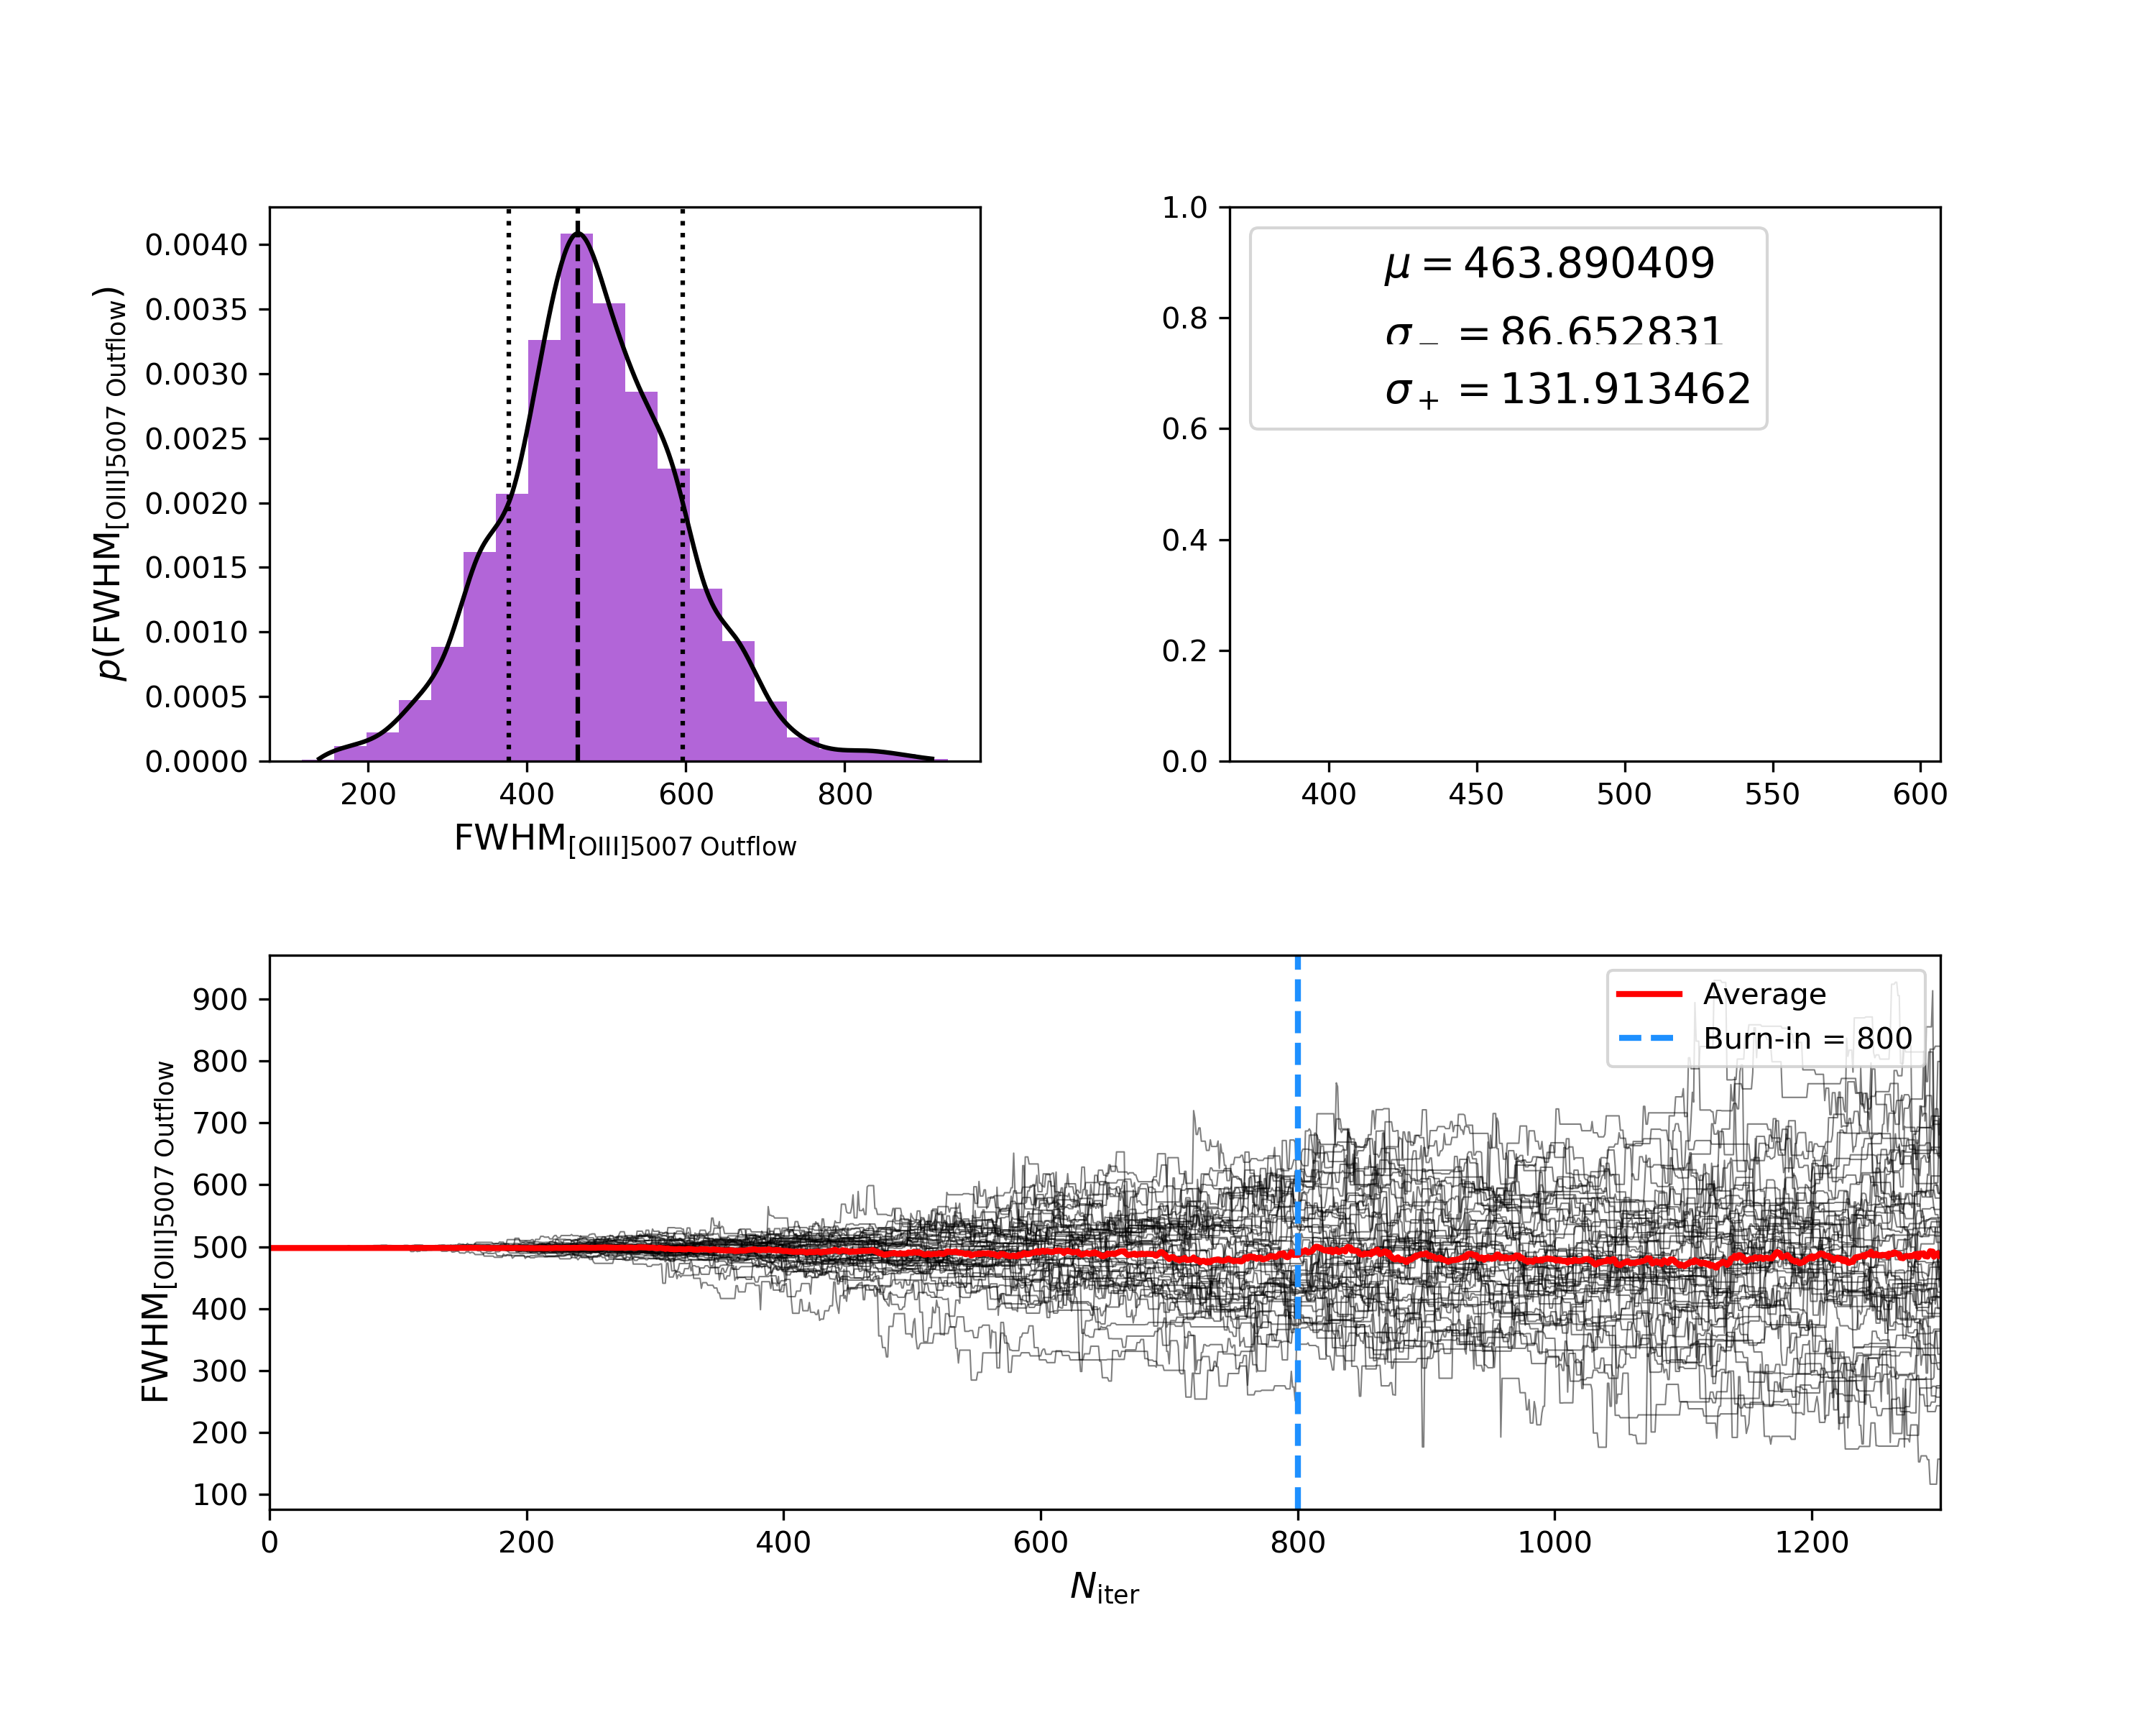 p(FWHM[OIII]5007 Outflow)
0.0040
0.0035
0.0030
0.0025
0.0020
0.0015
0.0010
0.0005
0.0000
200 400 600 800
FWHM[OIII]5007 Outflow
1.0
0.8
0.6
0.4
0.2
0.0
μ = 463.890409
σ− = 86.652831
σ+ = 131.913462
400 450 500 550 600
FWHM[OIII]5007 Outflow
900
800
700
600
500
400
300
200
100
Average
Burn-in = 800
0 200 400 600 800 1000 1200
Niter